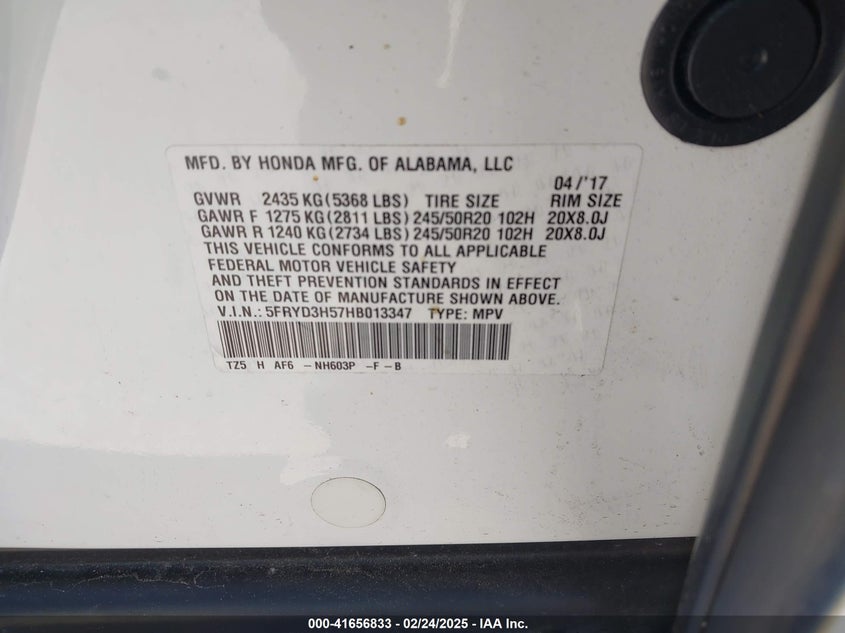 MFD. BY HONDA MFG. OF ALABAMA, LLC
04/'17
GVWR 2435 KG(5368 LBS) TIRE SIZE RIM SIZE
GAWR F 1275 KG(2811 LBS) 245/50R20 102H 20X8.0J
GAWR R 1240 KG(2734 LBS) 245/50R20 102H 20X8.0J
THIS VEHICLE CONFORMS TO ALL APPLICABLE
FEDERAL MOTOR VEHICLE SAFETY
AND THEFT PREVENTION STANDARDS IN EFFECT
ON THE DATE OF MANUFACTURE SHOWN ABOVE.
V.I.N.: 5FRYD3H57HB013347 TYPE: MPV
TZ5 H AF6 -NH603P -F-B
000-41656833 / 02/24/2025 - IAA Inc.